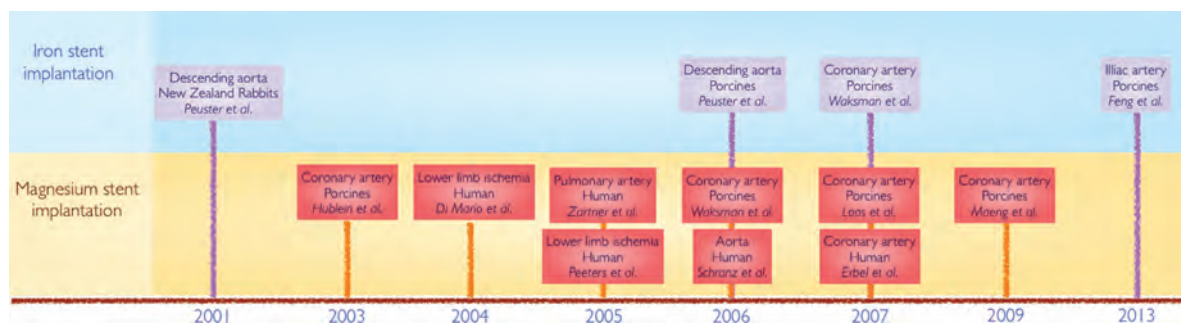 Iron stent
implantation
Descending aorta
New Zealand Rabbits
Peuster et al.
Descending aorta
Porcines
Peuster et al.
Coronary artery
Porcines
Waksman et al.
Illiac artery
Porcines
Feng et al.
Magnesium stent
implantation
Coronary artery
Porcines
Hublein et al.
Lower limb ischemia
Human
Di Mario et al.
Pulmonary artery
Human
Zartner et al.
Lower limb ischemia
Human
Peeters et al.
Coronary artery
Porcines
Waksman et al.
Aorta
Human
Schranz et al.
Coronary artery
Porcines
Loos et al.
Coronary artery
Human
Erbel et al.
Coronary artery
Porcines
Maeng et al.
2001
2003
2004
2005
2006
2007
2009
2013